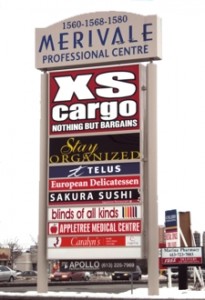 1560-1568-1580
MERIVALE
PROFESSIONAL CENTRE
XS
cargo
NOTHING BUT BARGAINS
Stay
ORGANIZED
TELUS
European Delicatessen
SAKURA SUSHI
blinds of all kinds
APPLETREE MEDICAL CENTRE
Carolyn's
APOLLO